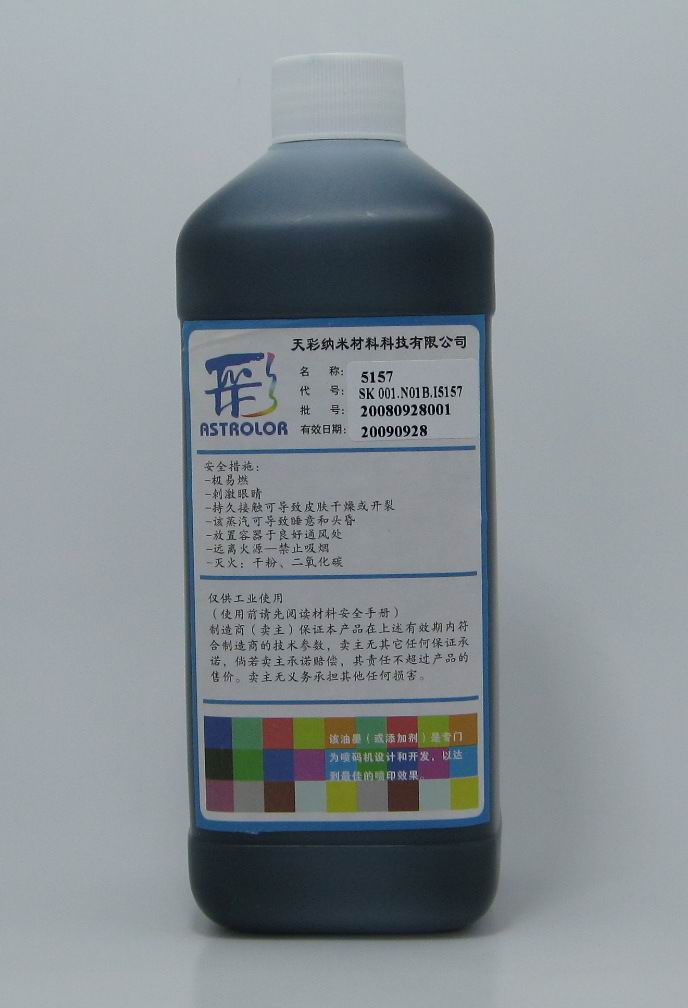 天彩纳米材料科技有限公司
彩
ASTROLOR
名 称: 5157
代 号: SK 001.N01B.I5157
批 号: 20080928001
有效日期: 20090928
安全措施:
-极易燃
-刺激眼睛
-持久接触可导致皮肤干燥或开裂
-该蒸汽可导致睡意和头昏
-放置容器于良好通风处
-远离火源—禁止吸烟
-灭火: 干粉、二氧化碳
仅供工业使用
(使用前请先阅读材料安全手册)
制造商(卖主)保证本产品在上述有效期内符
合制造商的技术参数, 卖主无其它任何保证承
诺, 倘若卖主承诺赔偿, 其责任不超过产品的
售价。卖主无义务承担其他任何损害。
该油墨(或添加剂)是专门
为喷码机设计和开发, 以达
到最佳的喷印效果。